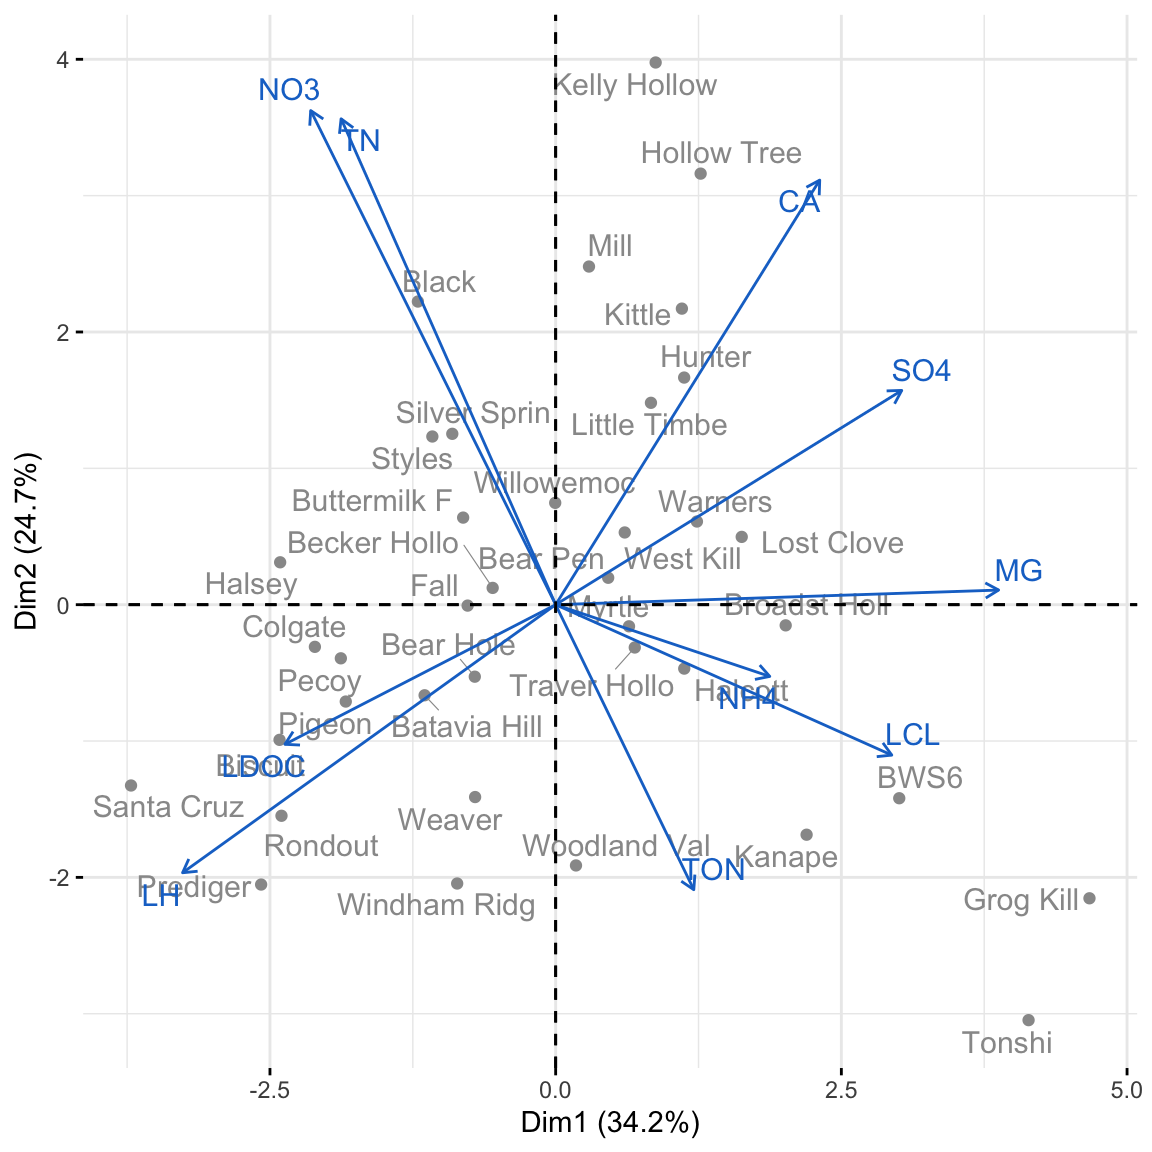 4
2
0
-2
Dim2 (24.7%)
NO3
TN
Kelly Hollow
Hollow Tree
CA
Mill
Black
Kittle
Hunter
SO4
Silver Sprin
Little Timbe
Styles
Willowemoc
Buttermilk F
Warners
Becker Hollo
Bear Pen
West Kill
Lost Clove
Halsey
Fall
MG
Myrtle
Broadst Holl
Colgate
Bear Hole
Pecoy
Traver Hollo
Halcott
NH4
Pigeon
Batavia Hill
LCL
Biscuit
LDOC
BWS6
Santa Cruz
Weaver
Rondout
Woodland Val
Kanape
TON
Prediger
LH
Windham Ridg
Grog Kill
Tonshi
-2.5
0.0
2.5
5.0
Dim1 (34.2%)